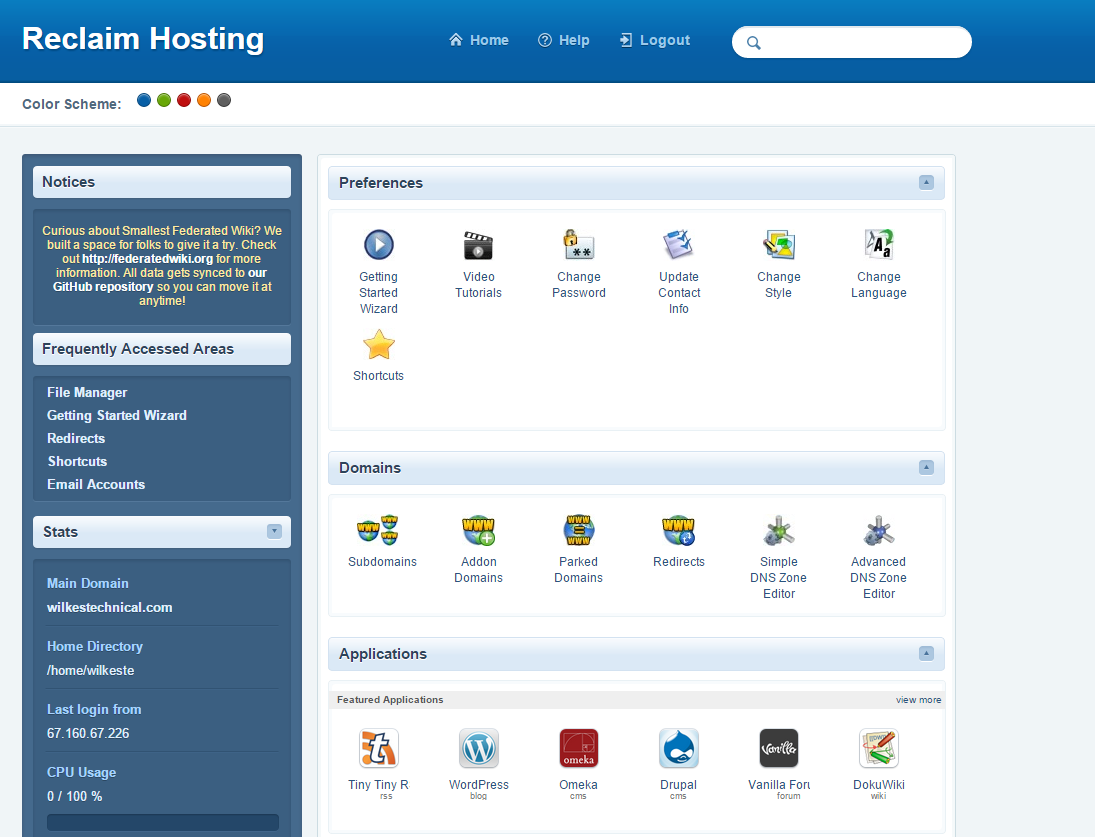 Reclaim Hosting
Home
Help
Logout
Color Scheme:
Notices
Curious about Smallest Federated Wiki? We
built a space for folks to give it a try. Check
out http://federatedwiki.org for more
information. All data gets synced to our
GitHub repository so you can move it at
anytime!
Frequently Accessed Areas
File Manager
Getting Started Wizard
Redirects
Shortcuts
Email Accounts
Stats
Main Domain
wilkestechnical.com
Home Directory
/home/wilkeste
Last login from
67.160.67.226
CPU Usage
0 / 100 %
Preferences
Getting
Started
Wizard
Video
Tutorials
Change
Password
Update
Contact
Info
Change
Style
Change
Language
Shortcuts
Domains
Subdomains
Addon
Domains
Parked
Domains
Redirects
Simple
DNS Zone
Editor
Advanced
DNS Zone
Editor
Applications
Featured Applications
view more
Tiny Tiny R
rss
WordPress
blog
omeka
Omeka
cms
Drupal
cms
Vanilla
Vanilla Foru
forum
DokuWiki
wiki